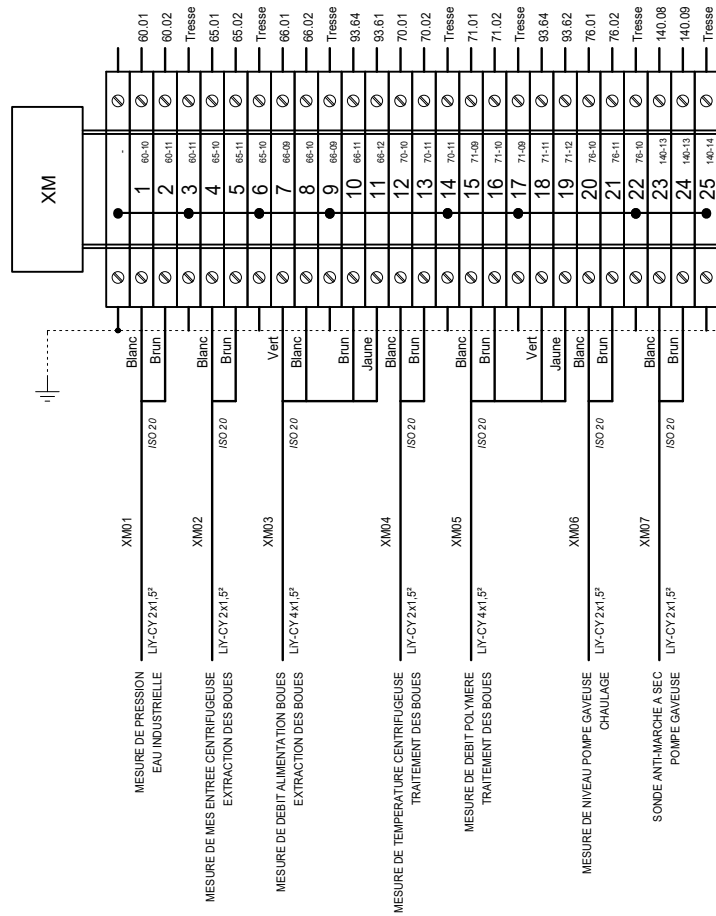 XM
60.01
60.02
Tresse
65.01
65.02
Tresse
66.01
66.02
Tresse
93.64
93.61
70.01
70.02
Tresse
71.01
71.02
Tresse
93.64
93.62
76.01
76.02
Tresse
140.08
140.09
Tresse
-
1 60-10
2 60-11
3 60-11
4 65-10
5 65-11
6 65-10
7 66-09
8 66-10
9 66-09
10 66-11
11 66-12
12 70-10
13 70-11
14 70-11
15 71-09
16 71-10
17 71-09
18 71-11
19 71-12
20 76-10
21 76-11
22 76-10
23 140-13
24 140-13
25 140-14
Blanc
Brun
Blanc
Brun
Vert
Blanc
Brun
Jaune
Blanc
Brun
Blanc
Brun
Vert
Jaune
Blanc
Brun
Blanc
Brun
ISO 20
ISO 20
ISO 20
ISO 20
ISO 20
ISO 20
ISO 20
XM01
XM02
XM03
XM04
XM05
XM06
XM07
LiY-CY 2x1,5²
LiY-CY 2x1,5²
LiY-CY 4x1,5²
LiY-CY 2x1,5²
LiY-CY 4x1,5²
LiY-CY 2x1,5²
LiY-CY 2x1,5²
MESURE DE PRESSION
EAU INDUSTRIELLE
MESURE DE MES ENTREE CENTRIFUGEUSE
EXTRACTION DES BOUES
MESURE DE DEBIT ALIMENTATION BOUES
EXTRACTION DES BOUES
MESURE DE TEMPERATURE CENTRIFUGEUSE
TRAITEMENT DES BOUES
MESURE DE DEBIT POLYMERE
TRAITEMENT DES BOUES
MESURE DE NIVEAU POMPE GAVEUSE
CHAULAGE
SONDE ANTI-MARCHE A SEC
POMPE GAVEUSE